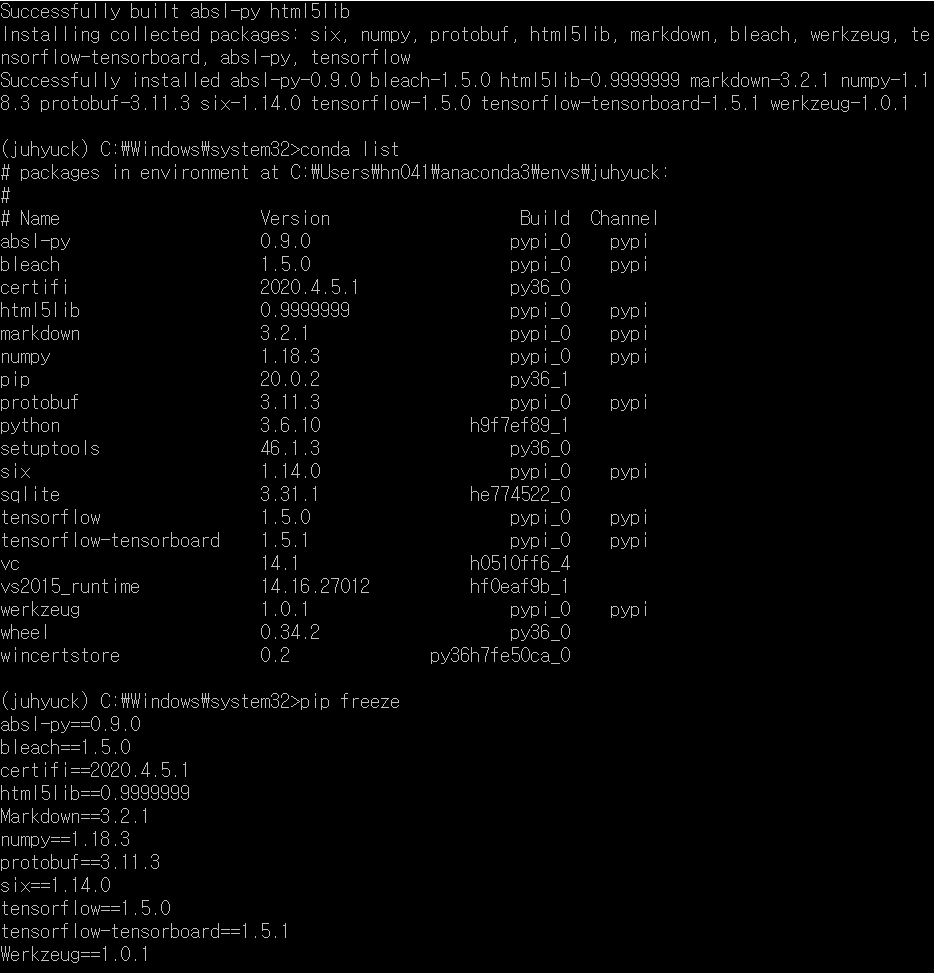 Successfully built absl-py html5lib
Installing collected packages: six, numpy, protobuf, html5lib, markdown, bleach, werkzeug, te
nsorflow-tensorboard, absl-py, tensorflow
Successfully installed absl-py-0.9.0 bleach-1.5.0 html5lib-0.9999999 markdown-3.2.1 numpy-1.1
8.3 protobuf-3.11.3 six-1.14.0 tensorflow-1.5.0 tensorflow-tensorboard-1.5.1 werkzeug-1.0.1
(juhyuck) C:₩Windows₩system32>conda list
# packages in environment at C:₩Users₩hn041₩anaconda3₩envs₩juhyuck:
#
# Name Version Build Channel
absl-py 0.9.0 pypi_0 pypi
bleach 1.5.0 pypi_0 pypi
certifi 2020.4.5.1 py36_0
html5lib 0.9999999 pypi_0 pypi
markdown 3.2.1 pypi_0 pypi
numpy 1.18.3 pypi_0 pypi
pip 20.0.2 py36_1
protobuf 3.11.3 pypi_0 pypi
python 3.6.10 h9f7ef89_1
setuptools 46.1.3 py36_0
six 1.14.0 pypi_0 pypi
sqlite 3.31.1 he774522_0
tensorflow 1.5.0 pypi_0 pypi
tensorflow-tensorboard 1.5.1 pypi_0 pypi
vc 14.1 h0510ff6_4
vs2015_runtime 14.16.27012 hf0eaf9b_1
werkzeug 1.0.1 pypi_0 pypi
wheel 0.34.2 py36_0
wincertstore 0.2 py36h7fe50ca_0
(juhyuck) C:₩Windows₩system32>pip freeze
absl-py==0.9.0
bleach==1.5.0
certifi==2020.4.5.1
html5lib==0.9999999
Markdown==3.2.1
numpy==1.18.3
protobuf==3.11.3
six==1.14.0
tensorflow==1.5.0
tensorflow-tensorboard==1.5.1
Werkzeug==1.0.1